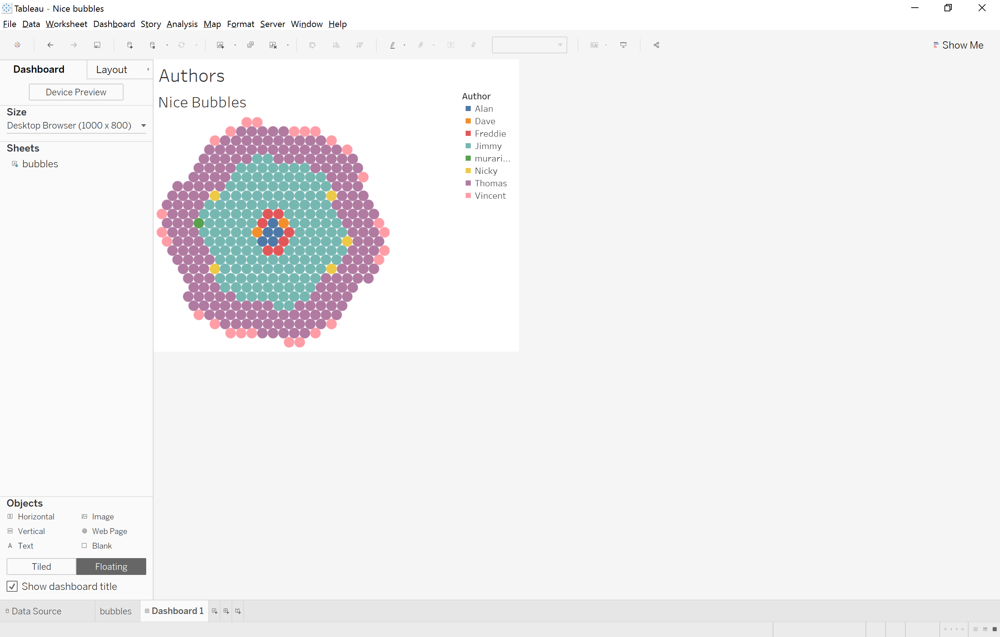 Tableau - Nice bubbles
File Data Worksheet Dashboard Story Analysis Map Format Server Window Help
Show Me
Dashboard Layout
Device Preview
Size
Desktop Browser (1000 x 800)
Sheets
bubbles
Authors
Nice Bubbles
Author
Alan
Dave
Freddie
Jimmy
murari...
Nicky
Thomas
Vincent
Objects
Horizontal Image
Vertical Web Page
A Text Blank
Tiled Floating
Show dashboard title
Data Source bubbles Dashboard 1